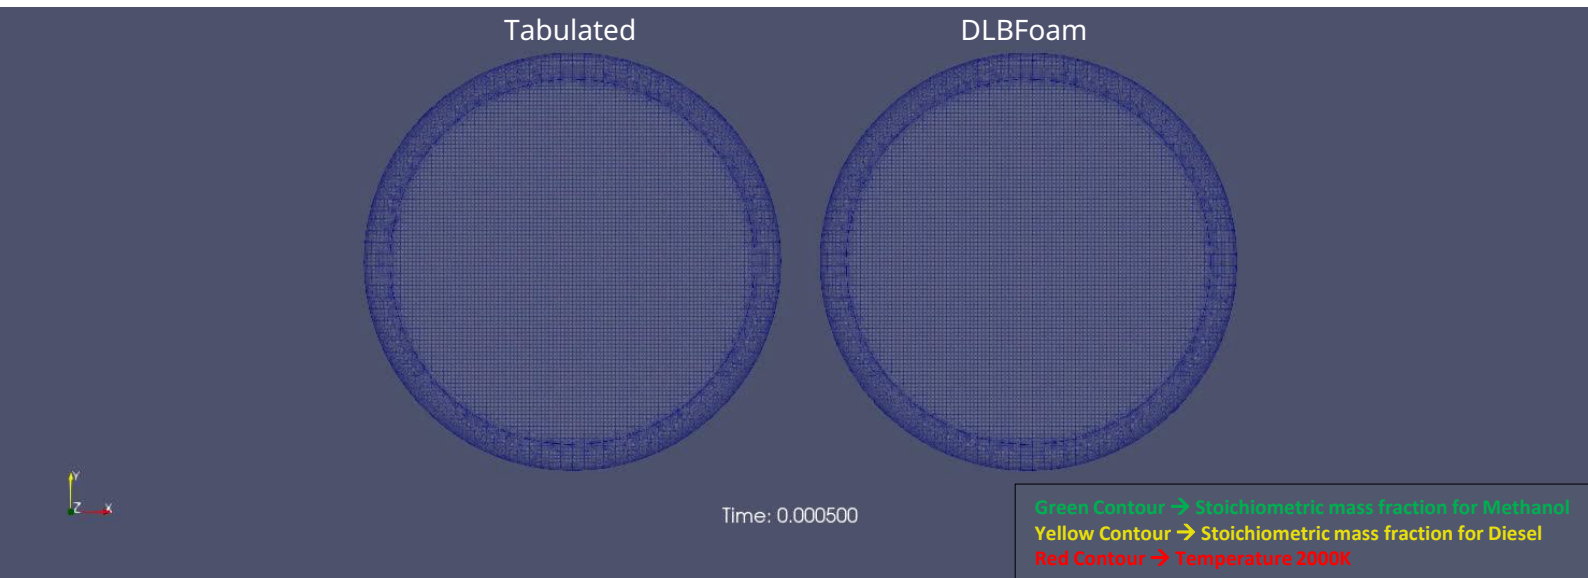 Tabulated
DLBFoam
Y
Z X
Time: 0.000500
Green Contour → Stoichiometric mass fraction for Methanol
Yellow Contour → Stoichiometric mass fraction for Diesel
Red Contour → Temperature 2000K